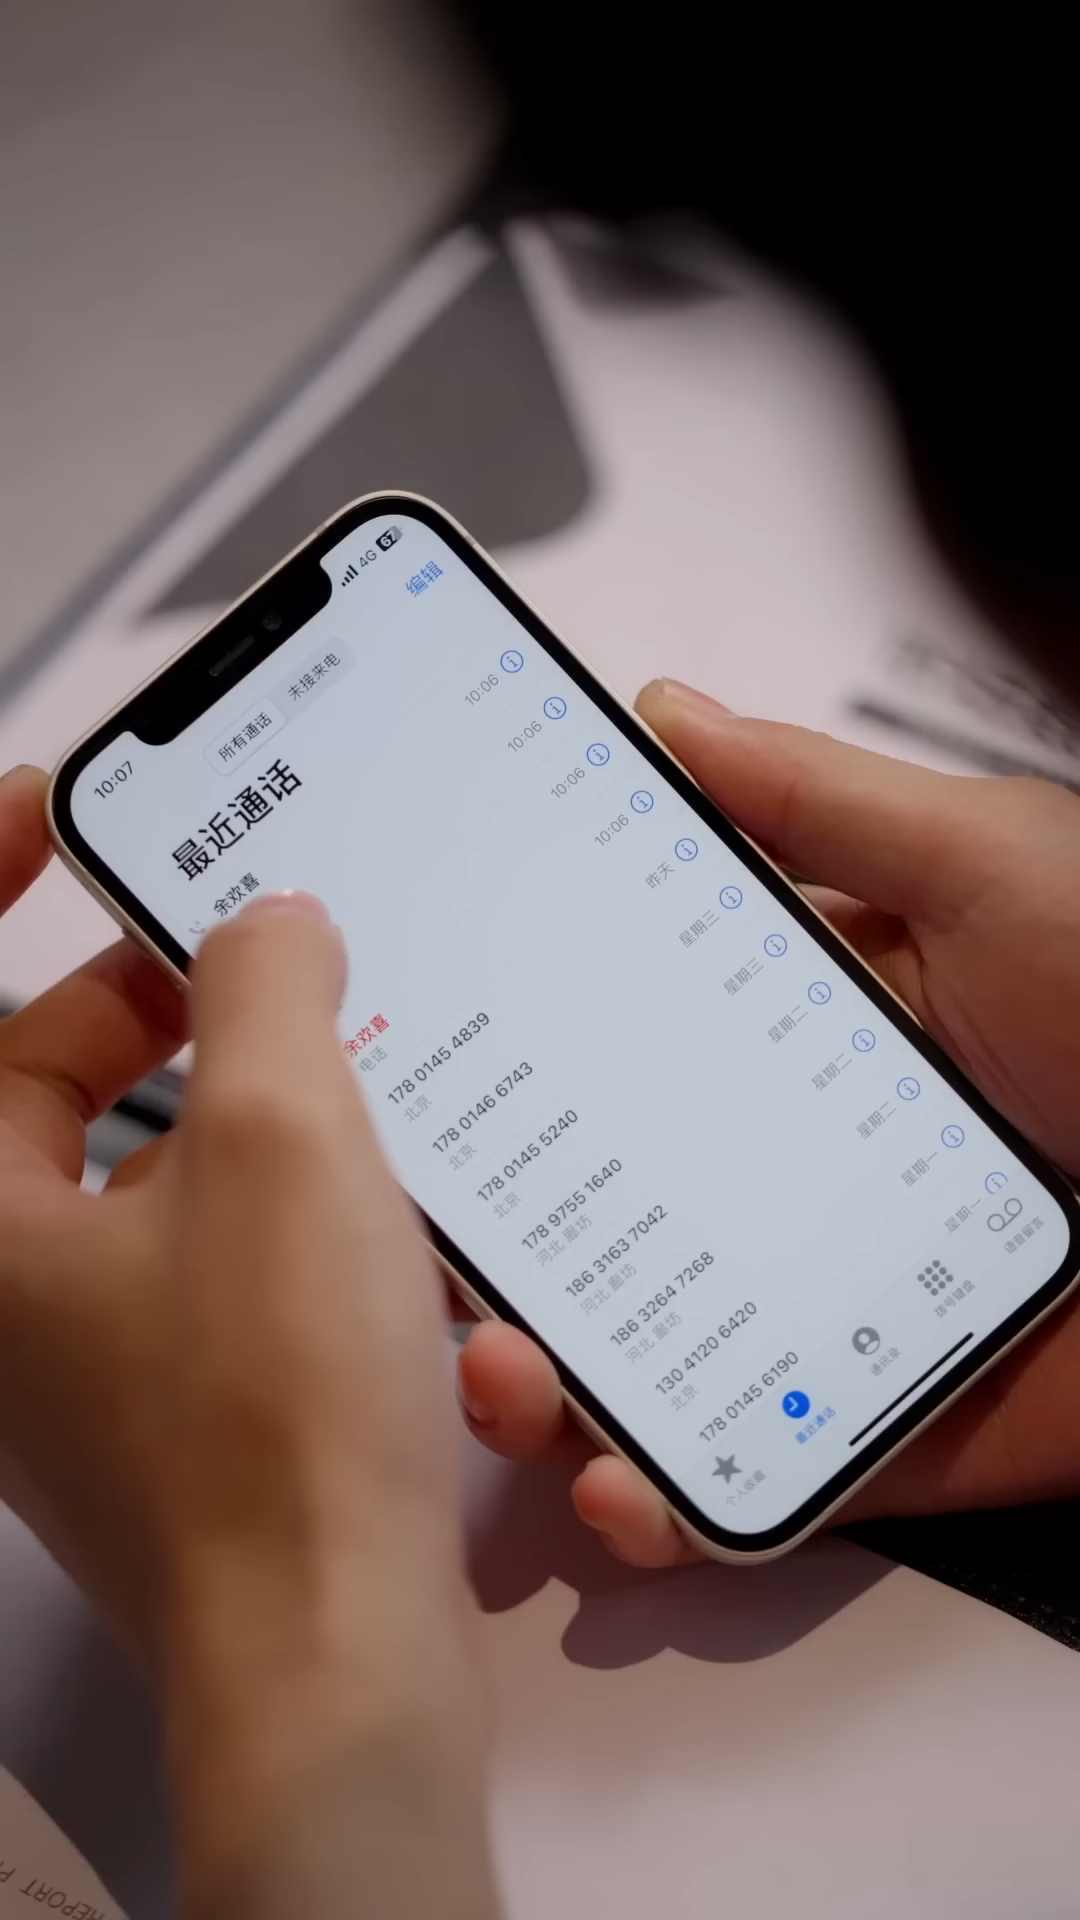 10:07
4G 67
编辑
所有通话 未接来电
最近通话
余欢喜 10:06
10:06
10:06
余欢喜 10:06
电话
178 0145 4839 昨天
北京
178 0146 6743 星期三
北京
178 0145 5240 星期三
北京
178 9755 1640 星期二
河北 廊坊
186 3163 7042 星期二
河北 廊坊
186 3264 7268 星期二
河北 廊坊
130 4120 6420 星期一
北京
178 0145 6190 星期一
个人收藏 最近通话 通讯录 拨号键盘 语音留言
REPORT